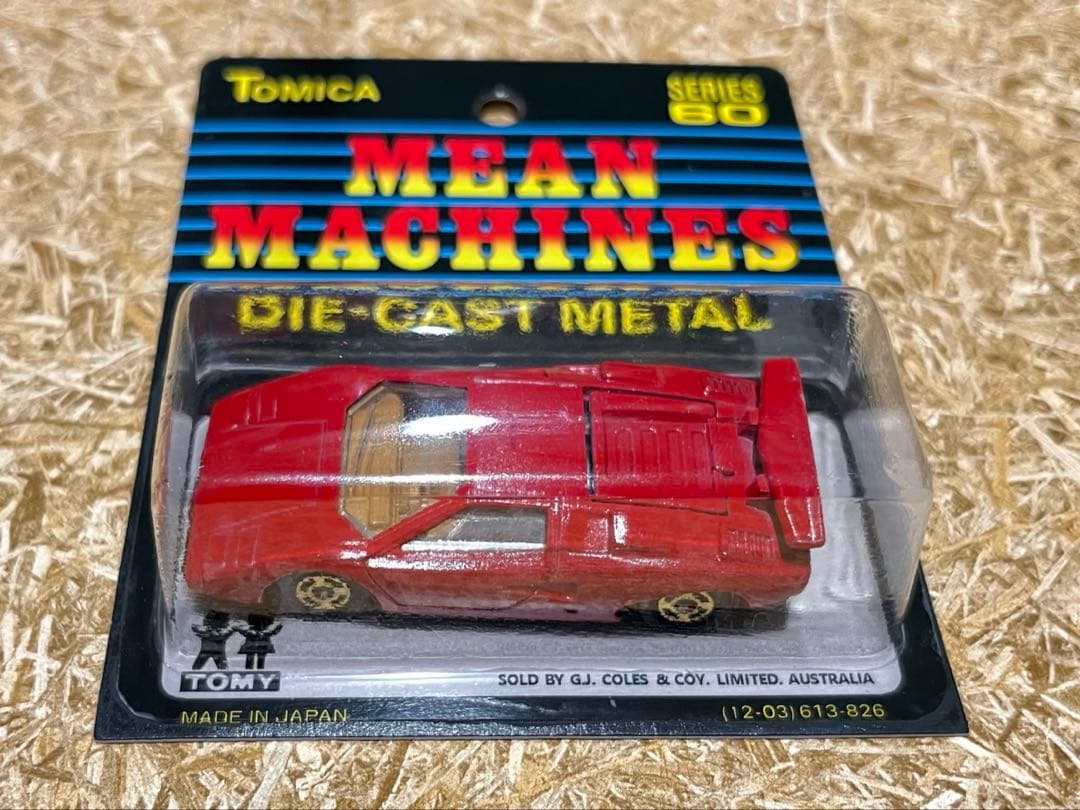 TOMICA
SERIES
60
MEAN
MACHINES
DIE-CAST METAL
TOMY
SOLD BY G.J. COLES & COY. LIMITED. AUSTRALIA
MADE IN JAPAN
(12-03) 613-826